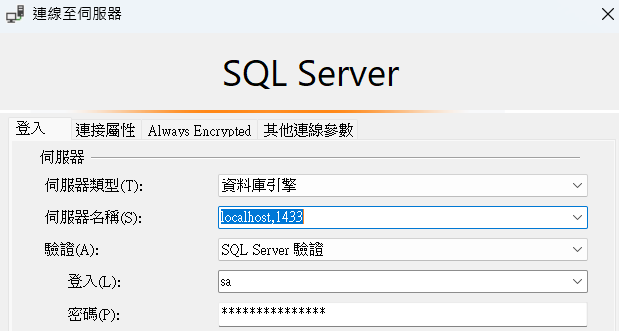 連線至伺服器
SQL Server
登入 連接屬性 Always Encrypted 其他連線參數
伺服器
伺服器類型(T): 資料庫引擎
伺服器名稱(S): localhost,1433
驗證(A): SQL Server 驗證
登入(L): sa
密碼(P): ***************